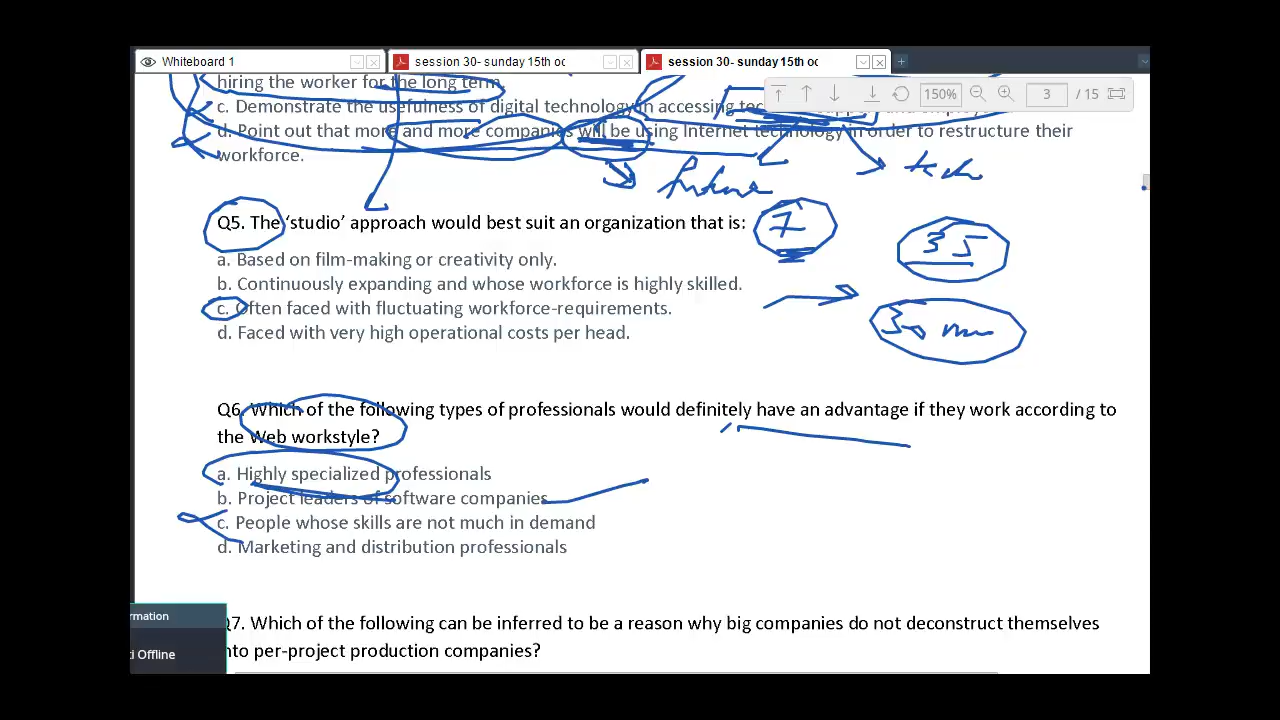 Whiteboard 1
session 30- sunday 15th oc
session 30- sunday 15th oc
150%
3 / 15
hiring the worker for the long term.
c. Demonstrate the usefulness of digital technology in accessing
d. Point out that more and more companies will be using Internet technology in order to restructure their
workforce.
future
tech
Q5. The ‘studio’ approach would best suit an organization that is:
7
35
a. Based on film-making or creativity only.
b. Continuously expanding and whose workforce is highly skilled.
c. Often faced with fluctuating workforce-requirements.
d. Faced with very high operational costs per head.
30
Q6. Which of the following types of professionals would definitely have an advantage if they work according to
the Web workstyle?
a. Highly specialized professionals
b. Project leaders of software companies
c. People whose skills are not much in demand
d. Marketing and distribution professionals
rmation
Offline
Q7. Which of the following can be inferred to be a reason why big companies do not deconstruct themselves
into per-project production companies?